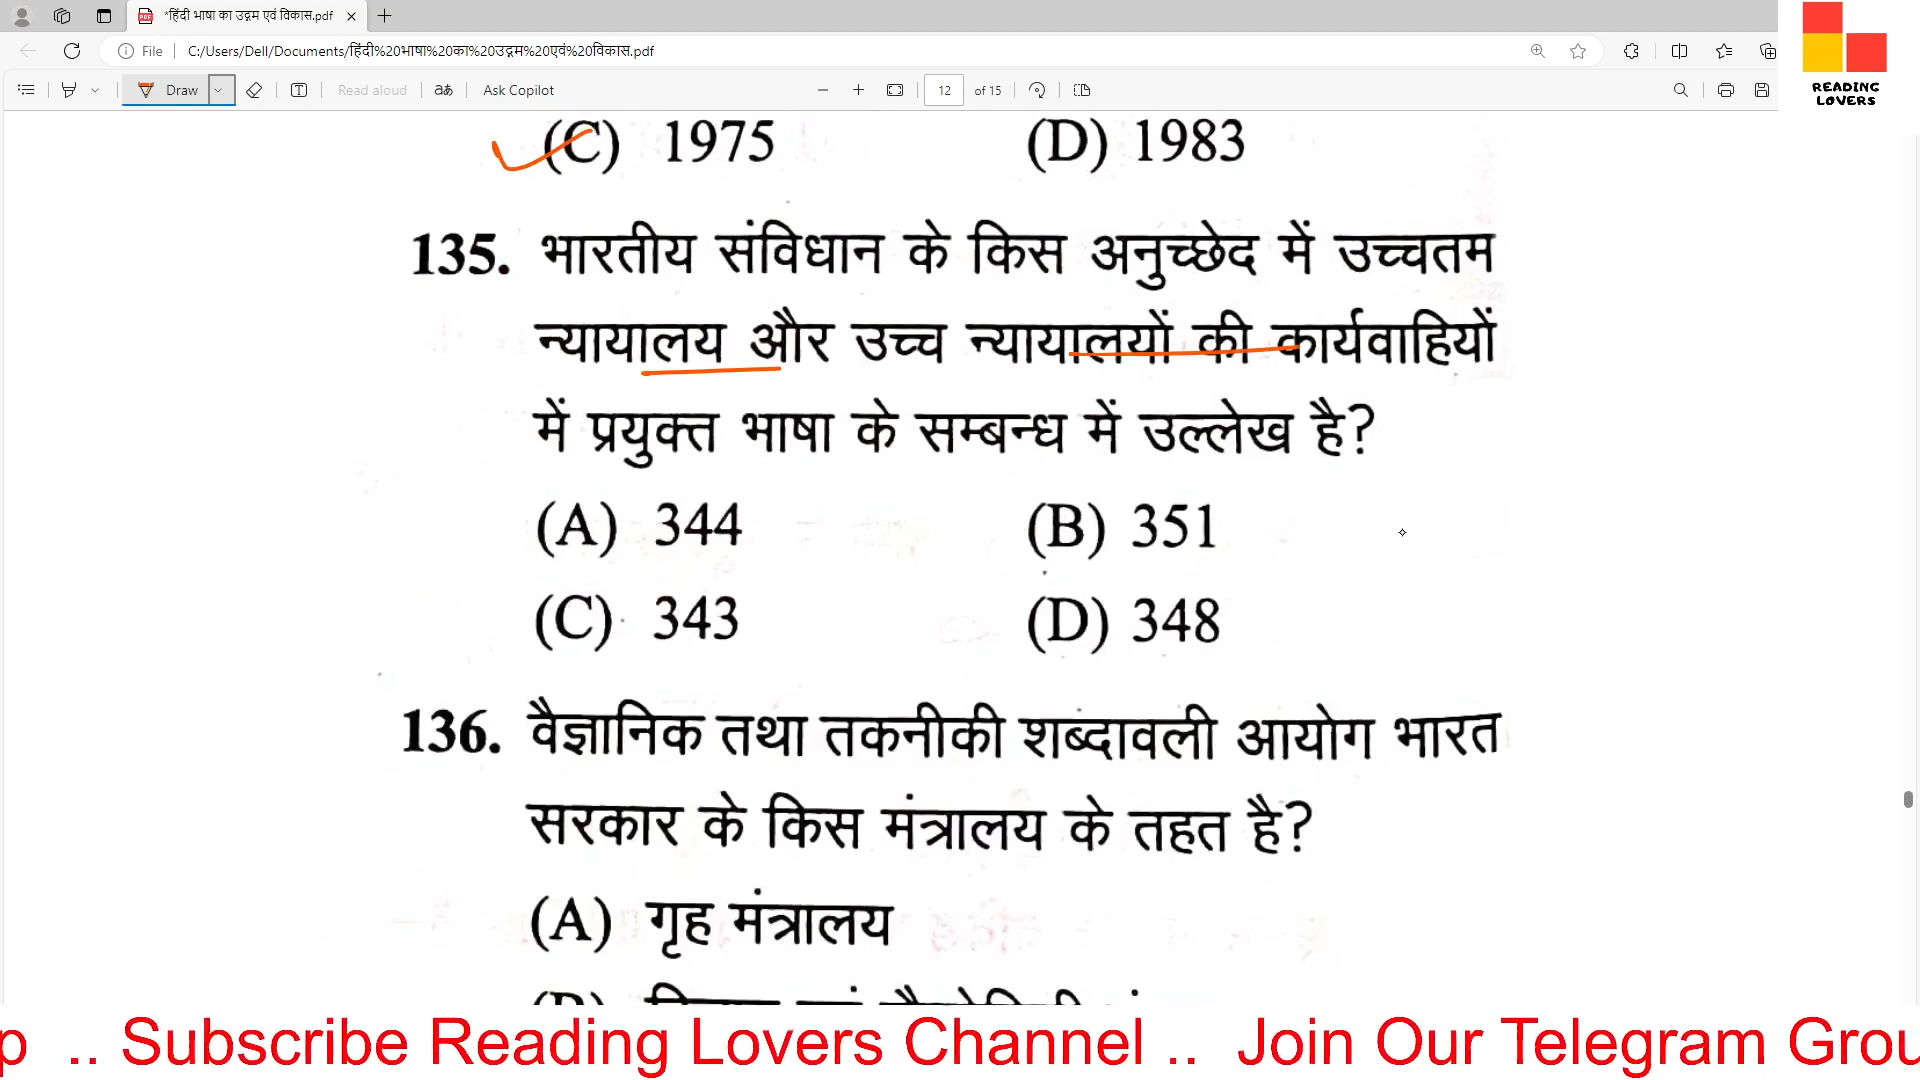 *हिंदी भाषा का उद्गम एवं विकास.pdf
File C:/Users/Dell/Documents/हिंदी%20भाषा%20का%20उद्गम%20एवं%20विकास.pdf
Draw Read aloud aあ Ask Copilot 12 of 15
READING
LOVERS
(C) 1975 (D) 1983
135. भारतीय संविधान के किस अनुच्छेद में उच्चतम
न्यायालय और उच्च न्यायालयों की कार्यवाहियों
में प्रयुक्त भाषा के सम्बन्ध में उल्लेख है?
(A) 344 (B) 351
(C) 343 (D) 348
136. वैज्ञानिक तथा तकनीकी शब्दावली आयोग भारत
सरकार के किस मंत्रालय के तहत है?
(A) गृह मंत्रालय
p .. Subscribe Reading Lovers Channel .. Join Our Telegram Grou